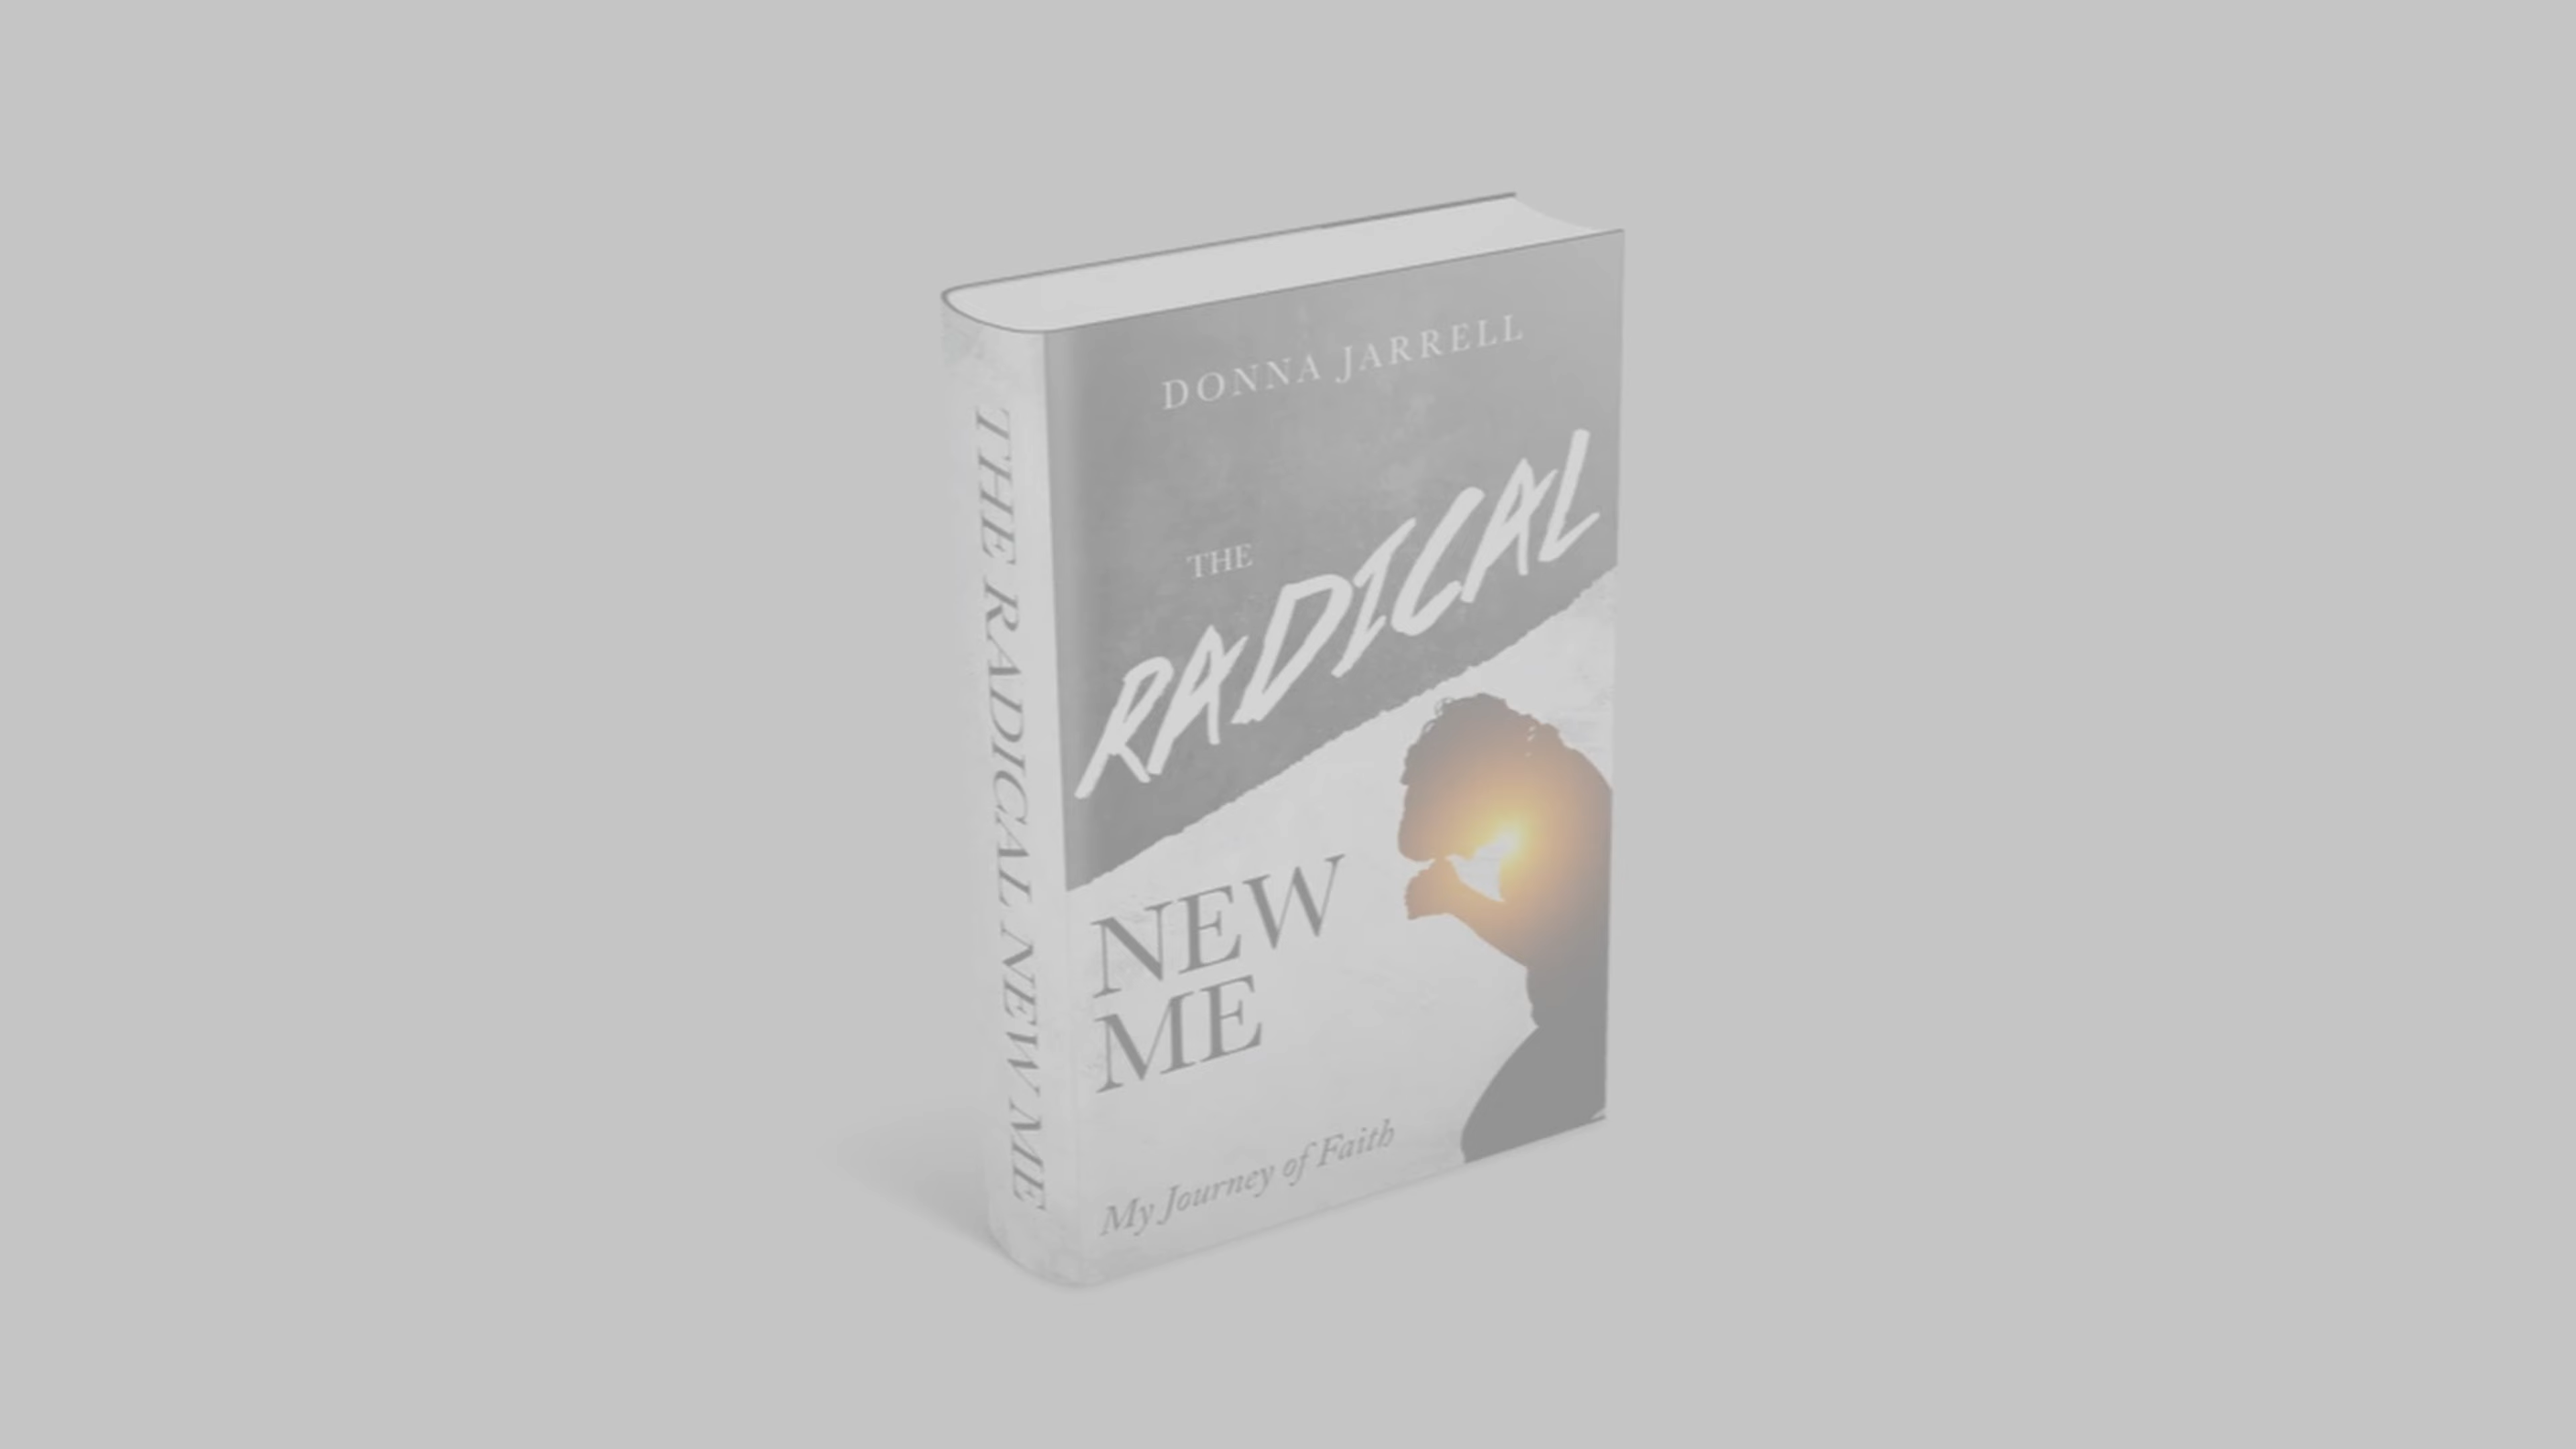 DONNA JARRELL
THE
RADICAL
NEW
ME
My Journey of Faith
THE RADICAL NEW ME